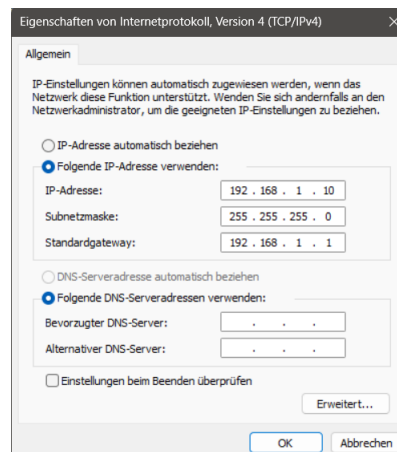 Eigenschaften von Internetprotokoll, Version 4 (TCP/IPv4)
Allgemein
IP-Einstellungen können automatisch zugewiesen werden, wenn das
Netzwerk diese Funktion unterstützt. Wenden Sie sich andernfalls an den
Netzwerkadministrator, um die geeigneten IP-Einstellungen zu beziehen.
IP-Adresse automatisch beziehen
Folgende IP-Adresse verwenden:
IP-Adresse: 192 . 168 . 1 . 10
Subnetzmaske: 255 . 255 . 255 . 0
Standardgateway: 192 . 168 . 1 . 1
DNS-Serveradresse automatisch beziehen
Folgende DNS-Serveradressen verwenden:
Bevorzugter DNS-Server: . . .
Alternativer DNS-Server: . . .
Einstellungen beim Beenden überprüfen
Erweitert...
OK Abbrechen